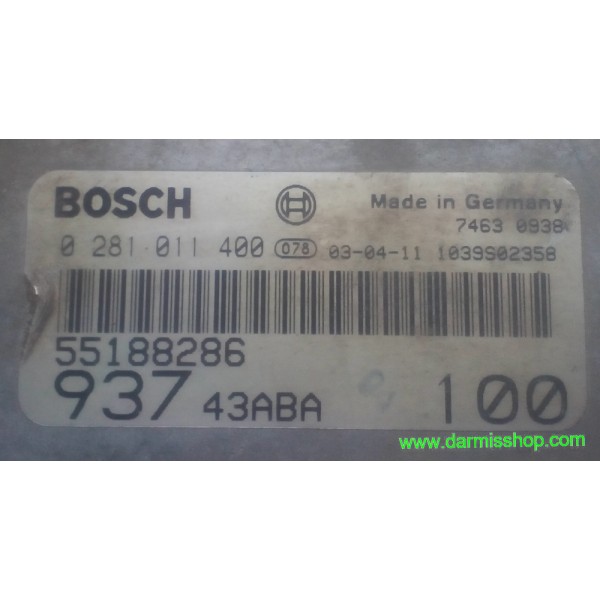 BOSCH Made in Germany
7463 0938
0 281 011 400 078 03-04-11 1039S02358
55188286
937 43ABA 100
www.darmisshop.com